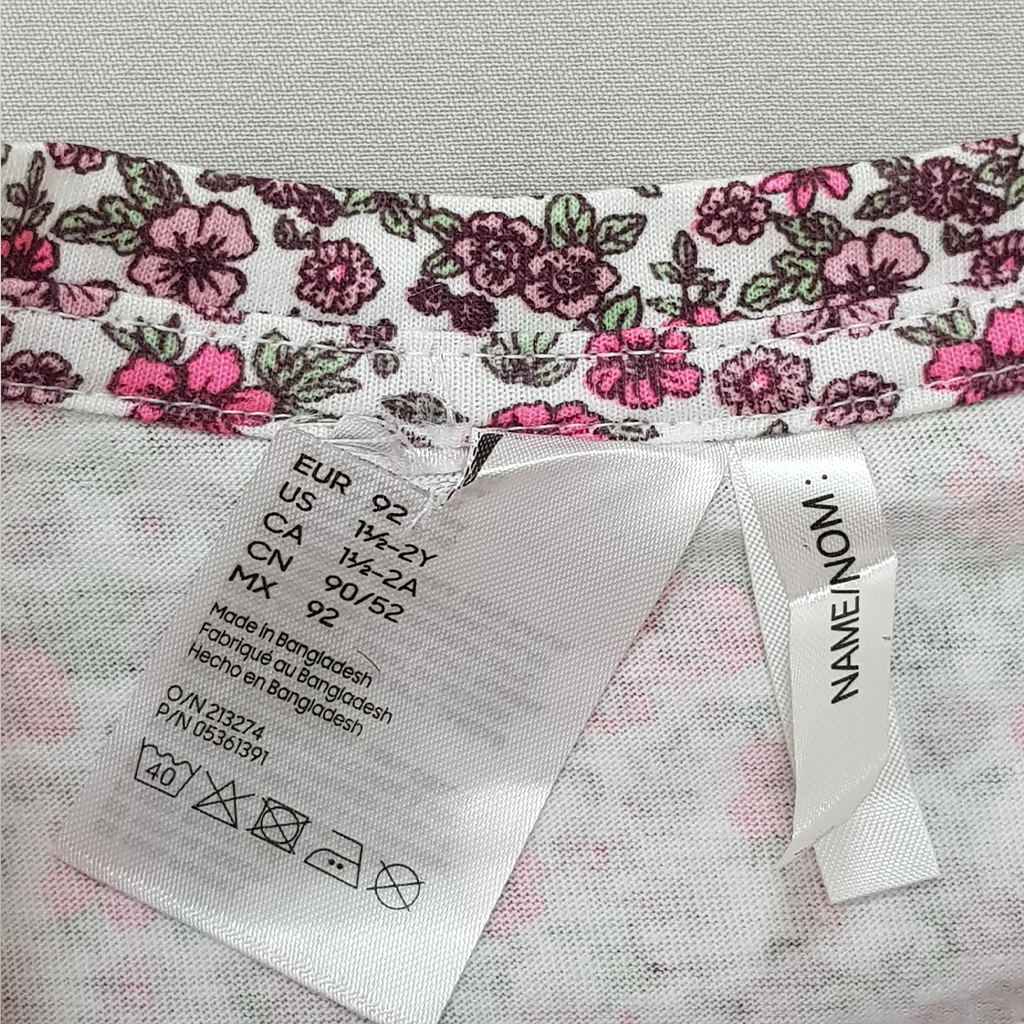 EUR 92
US 1½-2Y
CA 1½-2A
CN 90/52
MX 92
Made in Bangladesh
Fabriqué au Bangladesh
Hecho en Bangladesh
O/N 213274
P/N 05361391
40
NAME/NOM: